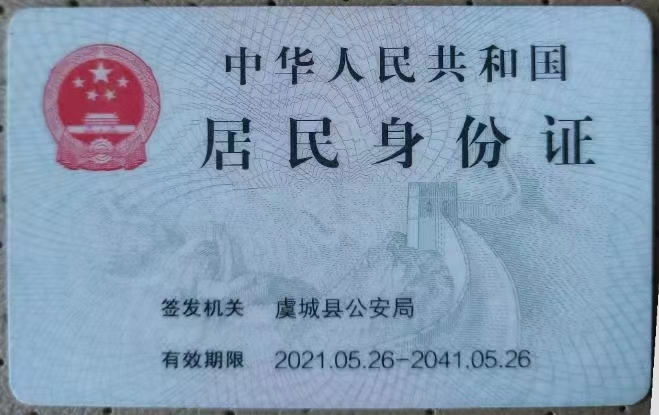 中华人民共和国
居民身份证
签发机关 虞城县公安局
有效期限 2021.05.26-2041.05.26